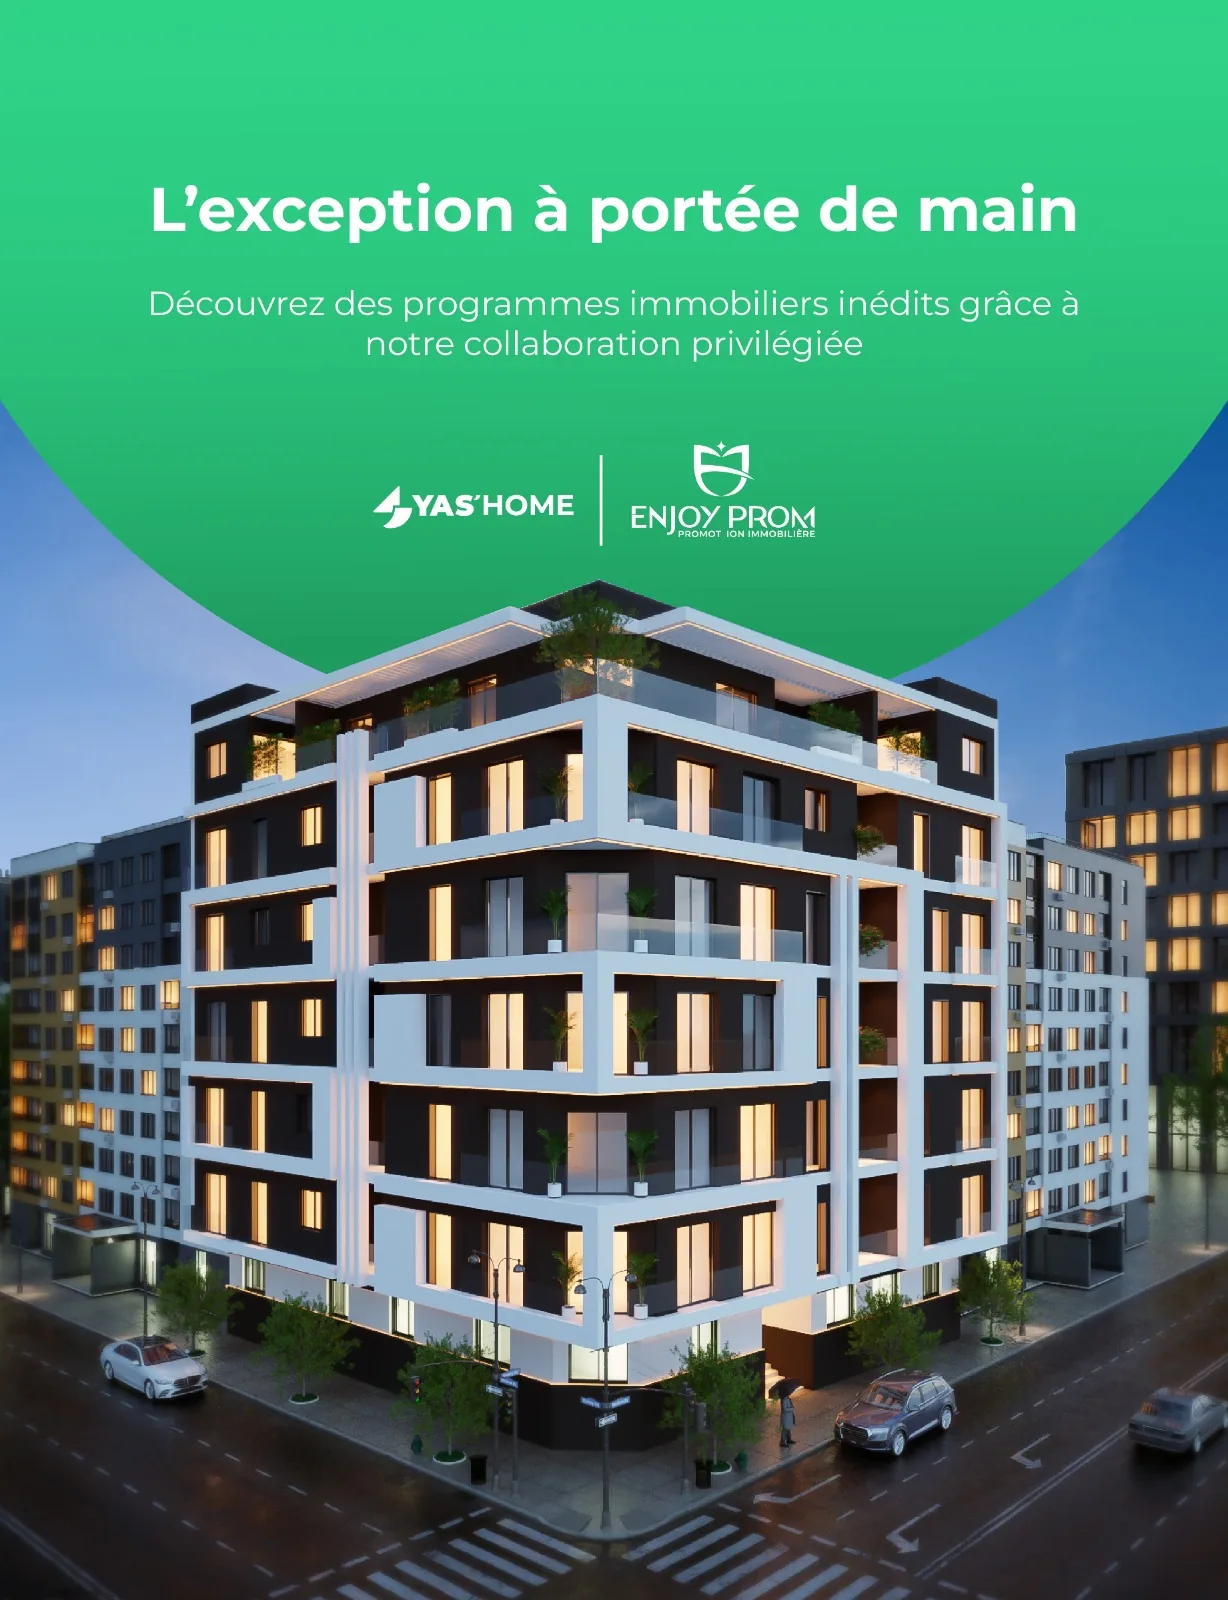 L'exception à portée de main
Découvrez des programmes immobiliers inédits grâce à
notre collaboration privilégiée
YAS'HOME
ENJOY PROM
PROMOT ION IMMOBILIÈRE